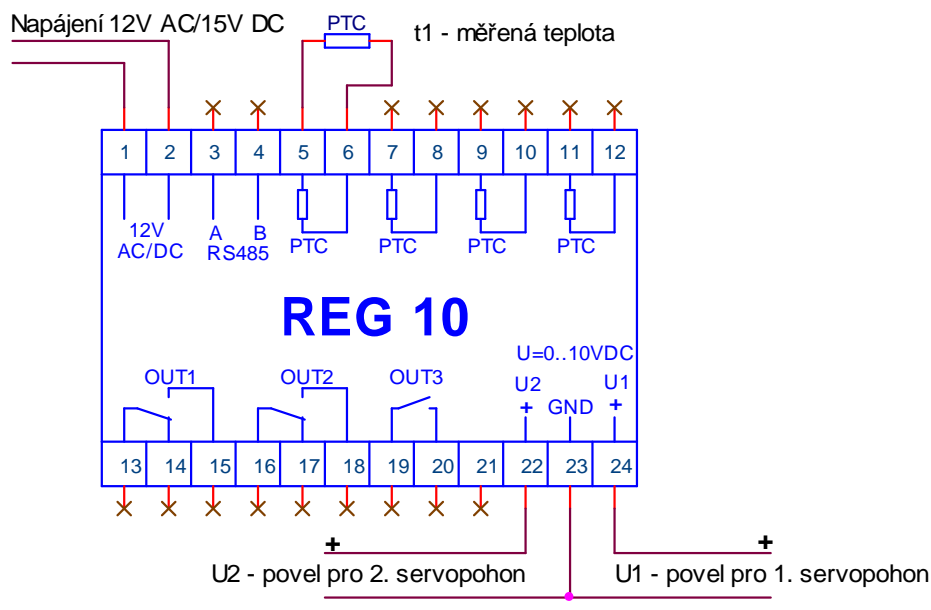 Napájení 12V AC/15V DC
PTC
t1 - měřená teplota
1 2 3 4 5 6 7 8 9 10 11 12
12V
AC/DC
A B
RS485
PTC PTC PTC PTC
REG 10
U=0..10VDC
OUT1 OUT2 OUT3 U2 U1
+ GND +
13 14 15 16 17 18 19 20 21 22 23 24
+ +
U2 - povel pro 2. servopohon U1 - povel pro 1. servopohon